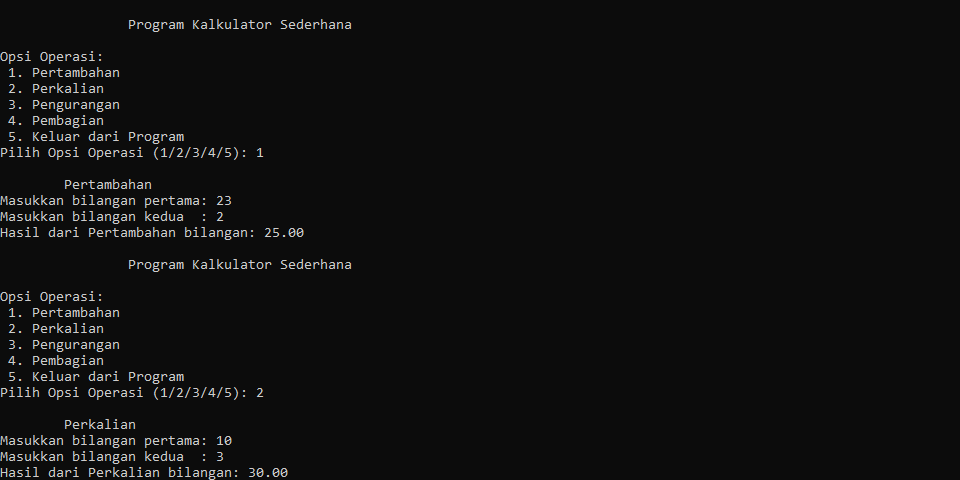 Program Kalkulator Sederhana
Opsi Operasi:
1. Pertambahan
2. Perkalian
3. Pengurangan
4. Pembagian
5. Keluar dari Program
Pilih Opsi Operasi (1/2/3/4/5): 1
Pertambahan
Masukkan bilangan pertama: 23
Masukkan bilangan kedua  : 2
Hasil dari Pertambahan bilangan: 25.00
Program Kalkulator Sederhana
Opsi Operasi:
1. Pertambahan
2. Perkalian
3. Pengurangan
4. Pembagian
5. Keluar dari Program
Pilih Opsi Operasi (1/2/3/4/5): 2
Perkalian
Masukkan bilangan pertama: 10
Masukkan bilangan kedua  : 3
Hasil dari Perkalian bilangan: 30.00